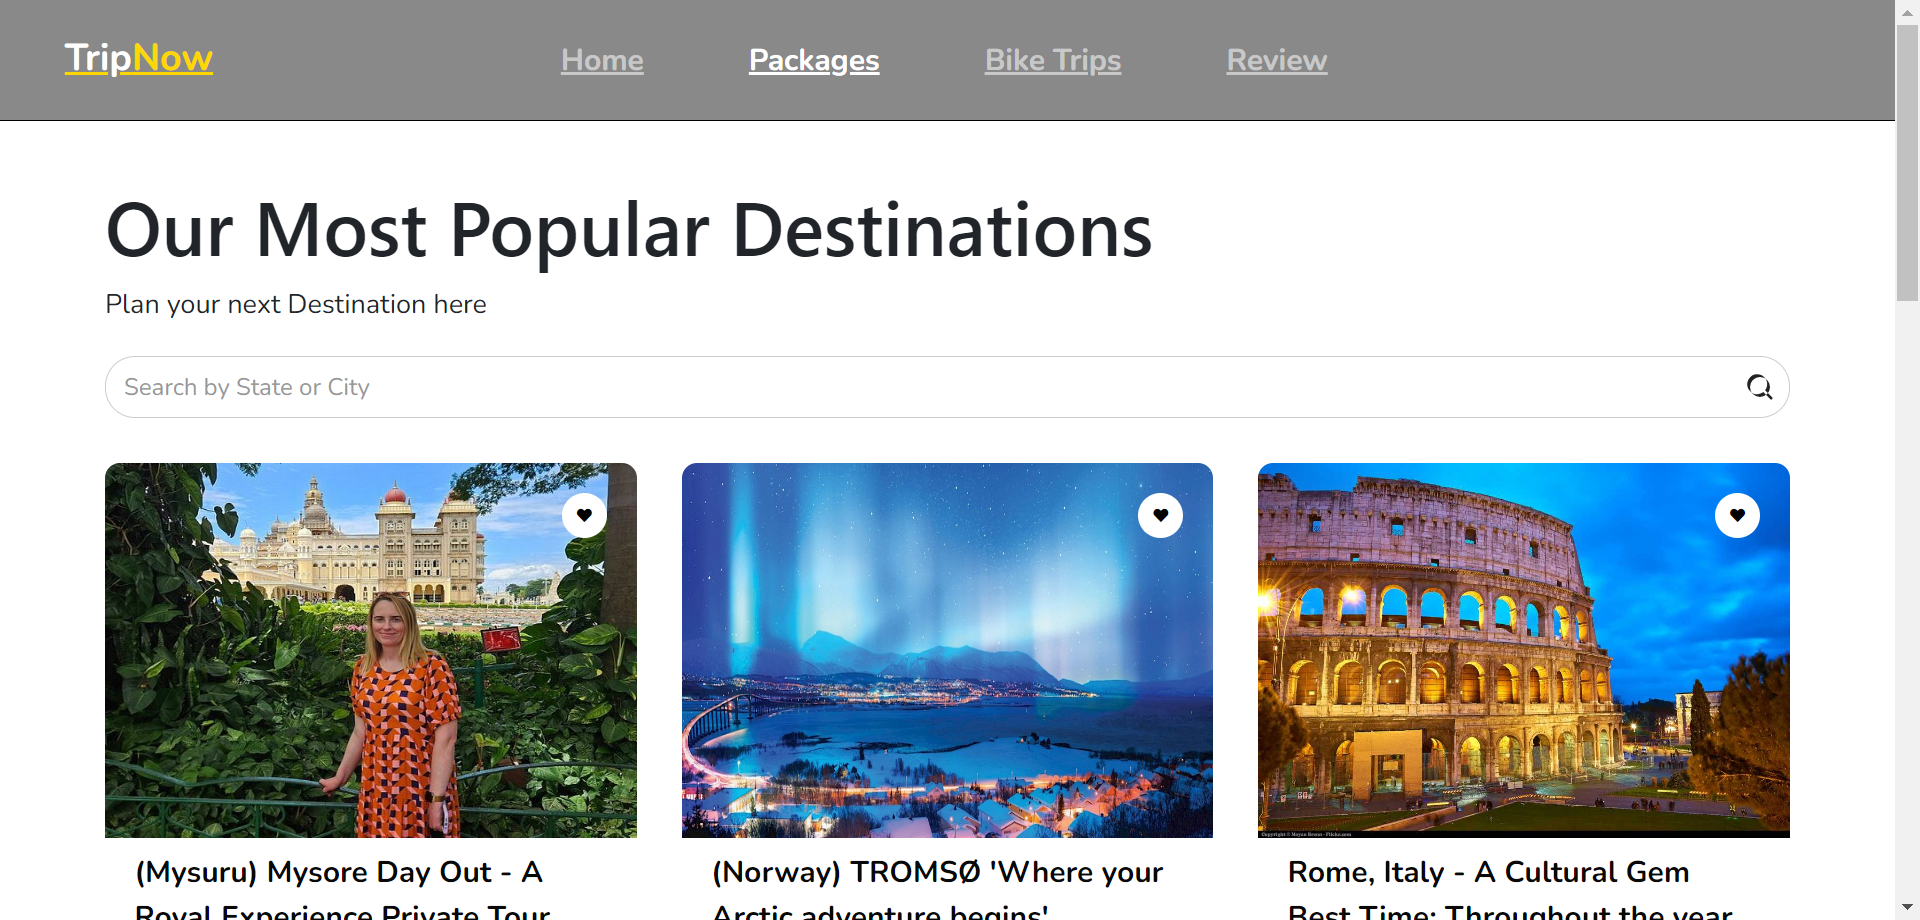 TripNow
Home
Packages
Bike Trips
Review
Our Most Popular Destinations
Plan your next Destination here
Search by State or City
(Mysuru) Mysore Day Out - A
Royal Experience Private Tour
(Norway) TROMSØ 'Where your
Arctic adventure begins'
Rome, Italy - A Cultural Gem
Best Time: Throughout the year